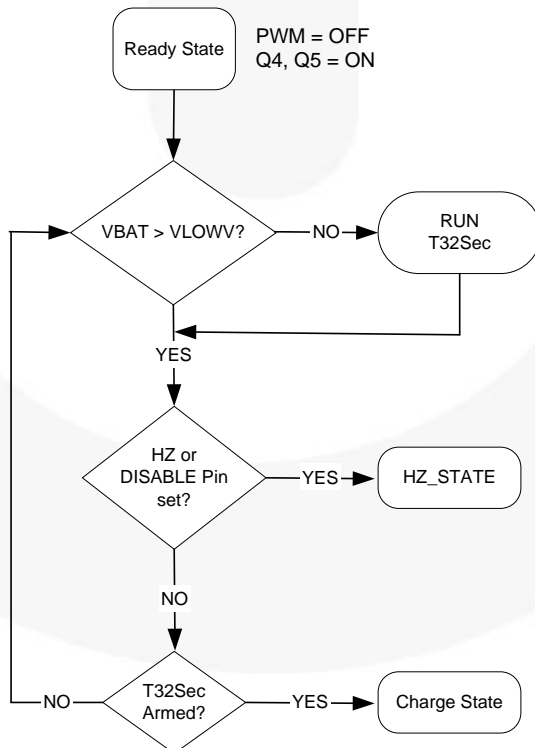 Ready State
PWM = OFF
Q4, Q5 = ON
VBAT > VLOWV?
NO
RUN
T32Sec
YES
HZ or
DISABLE Pin
set?
YES
HZ_STATE
NO
NO
T32Sec
Armed?
YES
Charge State